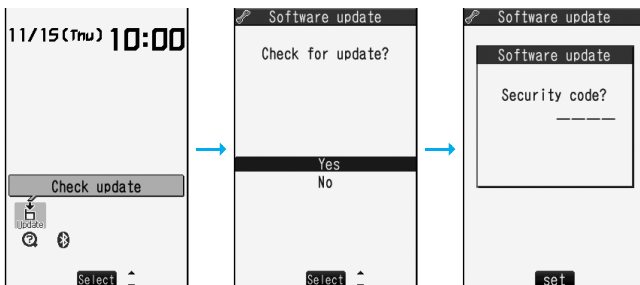 11/15(Thu) 10:00
Check update
Update
Select
Software update
Check for update?
Yes
No
Select
Software update
Software update
Security code?
____
set